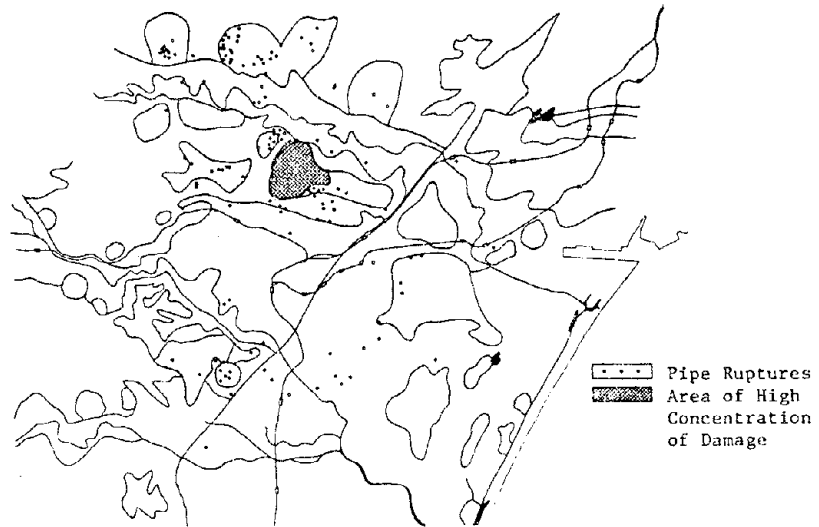 Pipe Ruptures
Area of High
Concentration
of Damage